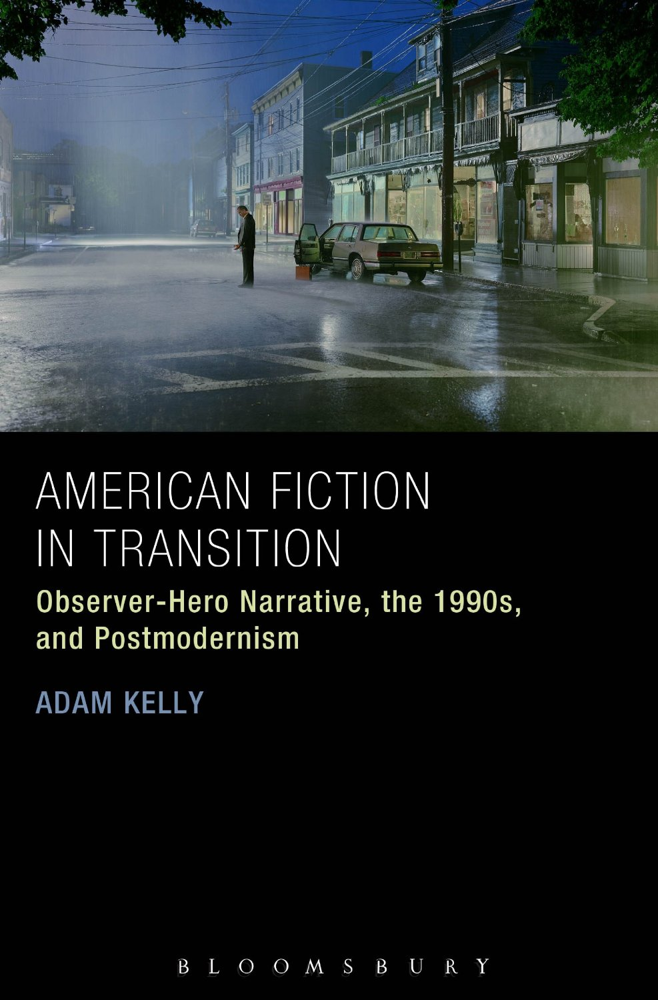 AMERICAN FICTION
IN TRANSITION
Observer-Hero Narrative, the 1990s,
and Postmodernism
ADAM KELLY
BLOOMSBURY